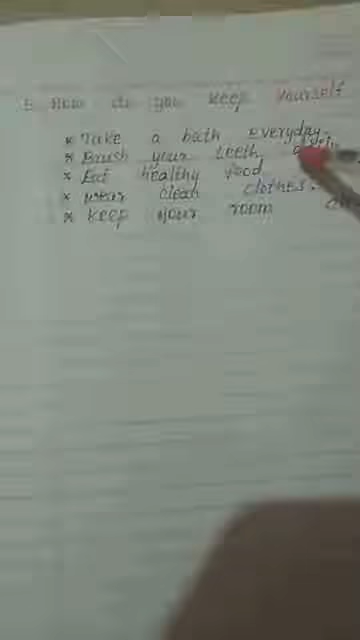 5. How do you keep yourself
* Take a bath everyday.
* Brush your teeth
* Eat healthy food
* wear clean clothes.
* keep your room